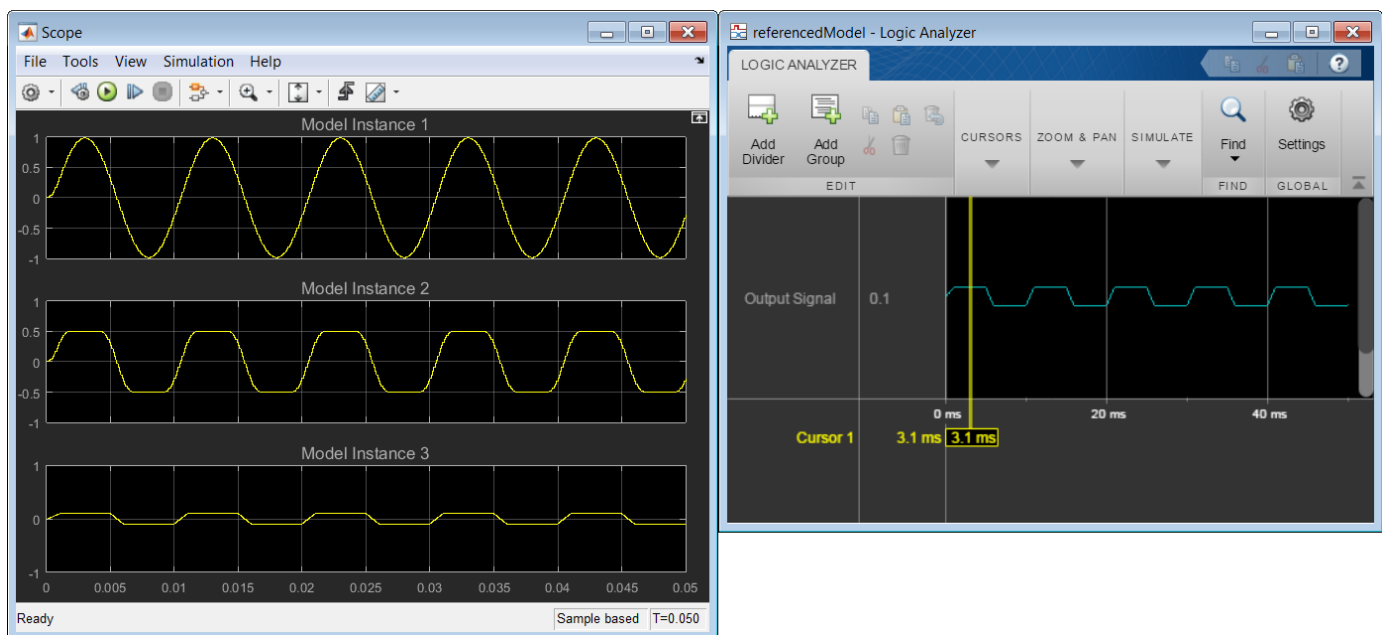 Scope
File Tools View Simulation Help
Model Instance 1
1
0.5
0
-0.5
-1
Model Instance 2
1
0.5
0
-0.5
-1
Model Instance 3
1
0
-1
0 0.005 0.01 0.015 0.02 0.025 0.03 0.035 0.04 0.045 0.05
Ready Sample based T=0.050
referencedModel - Logic Analyzer
LOGIC ANALYZER
?
Add Divider
Add Group
CURSORS ZOOM & PAN SIMULATE
Find
Settings
EDIT FIND GLOBAL
Output Signal 0.1
0 ms 20 ms 40 ms
Cursor 1 3.1 ms 3.1 ms